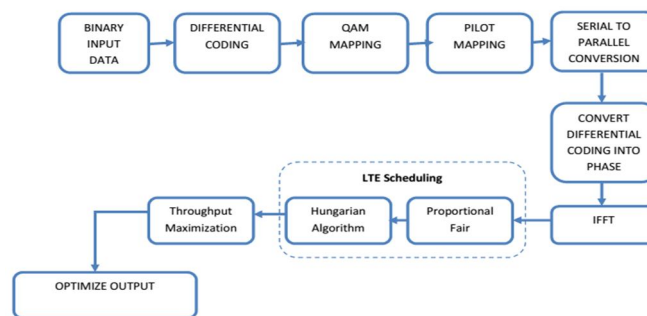 BINARY
INPUT
DATA
DIFFERENTIAL
CODING
QAM
MAPPING
PILOT
MAPPING
SERIAL TO
PARALLEL
CONVERSION
CONVERT
DIFFERENTIAL
CODING INTO
PHASE
IFFT
LTE Scheduling
Proportional
Fair
Hungarian
Algorithm
Throughput
Maximization
OPTIMIZE OUTPUT